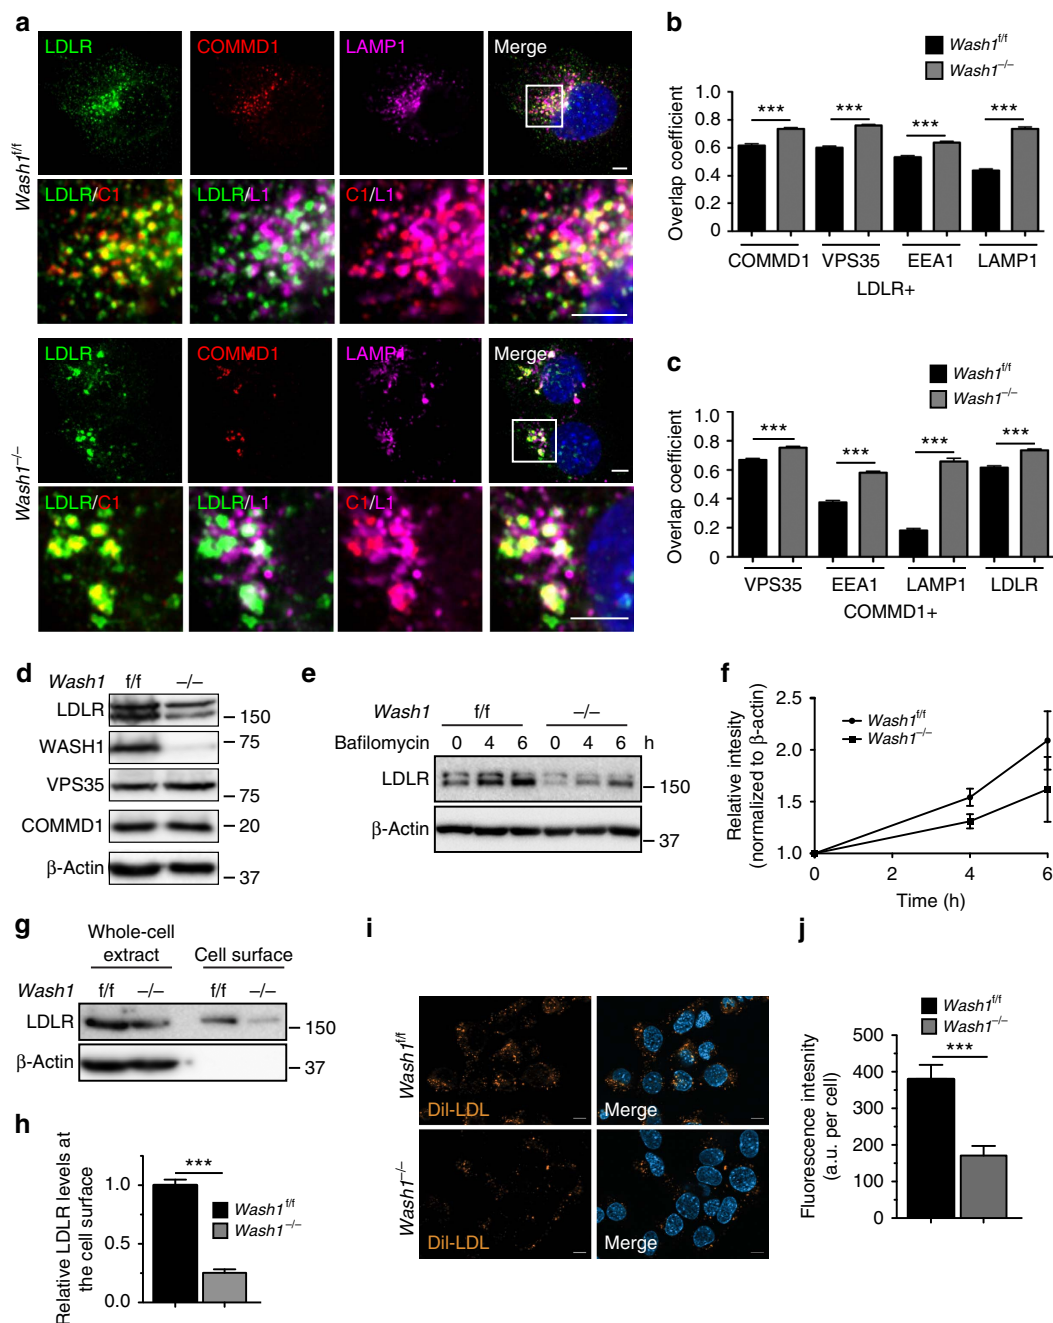 a
LDLR COMMD1 LAMP1 Merge
Wash1f/f
LDLR/C1 LDLR/L1 C1/L1
LDLR COMMD1 LAMP1 Merge
Wash1–/–
LDLR/C1 LDLR/L1 C1/L1
b
Wash1f/f
Wash1–/–
Overlap coefficient
1.0
0.8
0.6
0.4
0.2
0
*** *** *** ***
COMMD1 VPS35 EEA1 LAMP1
LDLR+
c
Wash1f/f
Wash1–/–
Overlap coefficient
1.0
0.8
0.6
0.4
0.2
0
*** *** *** ***
VPS35 EEA1 LAMP1 LDLR
COMMD1+
d
Wash1 f/f –/–
LDLR 150
WASH1 75
VPS35 75
COMMD1 20
β-Actin 37
e
Wash1 f/f –/–
Bafilomycin 0 4 6 0 4 6 h
LDLR 150
β-Actin 37
f
Relative intesity
(normalized to β-actin)
2.5
2.0
1.5
1.0
Wash1f/f
Wash1–/–
0 2 4 6
Time (h)
g
Whole-cell
extract
Cell surface
Wash1 f/f –/– f/f –/–
LDLR 150
β-Actin 37
h
Relative LDLR levels at
the cell surface
1.0
0.5
0.0
***
Wash1f/f
Wash1–/–
i
Wash1f/f
Dil-LDL Merge
Wash1–/–
Dil-LDL Merge
j
Wash1f/f
Wash1–/–
Fluorescence intesnity
(a.u. per cell)
500
400
300
200
100
0
***